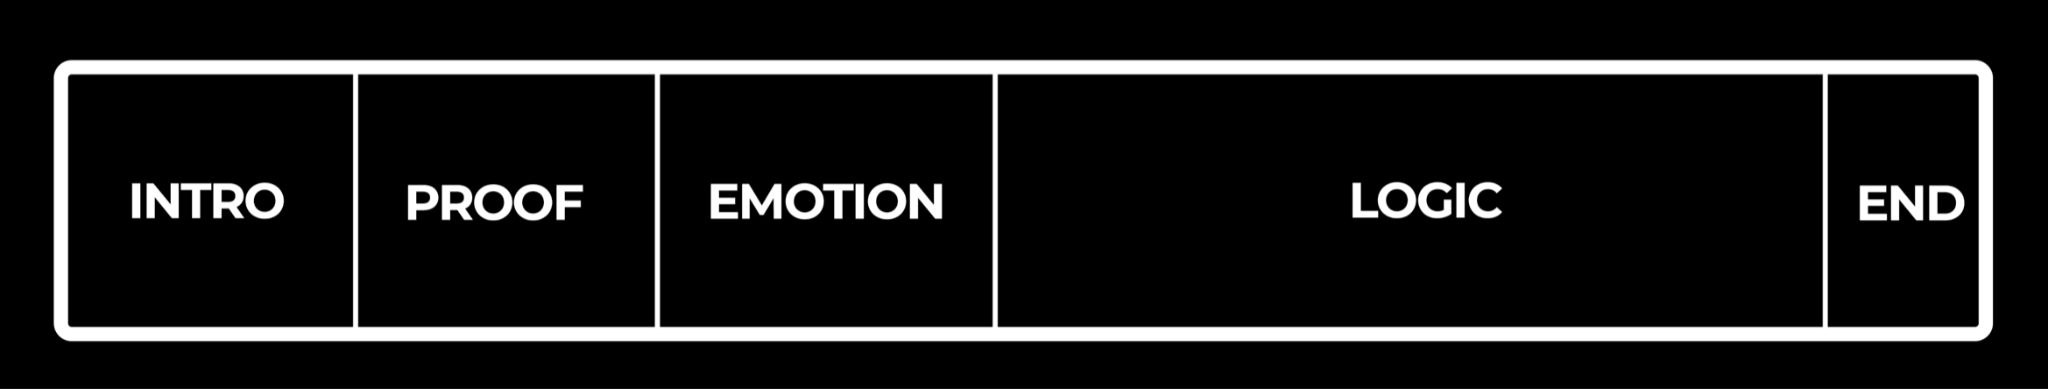 INTRO PROOF EMOTION LOGIC END